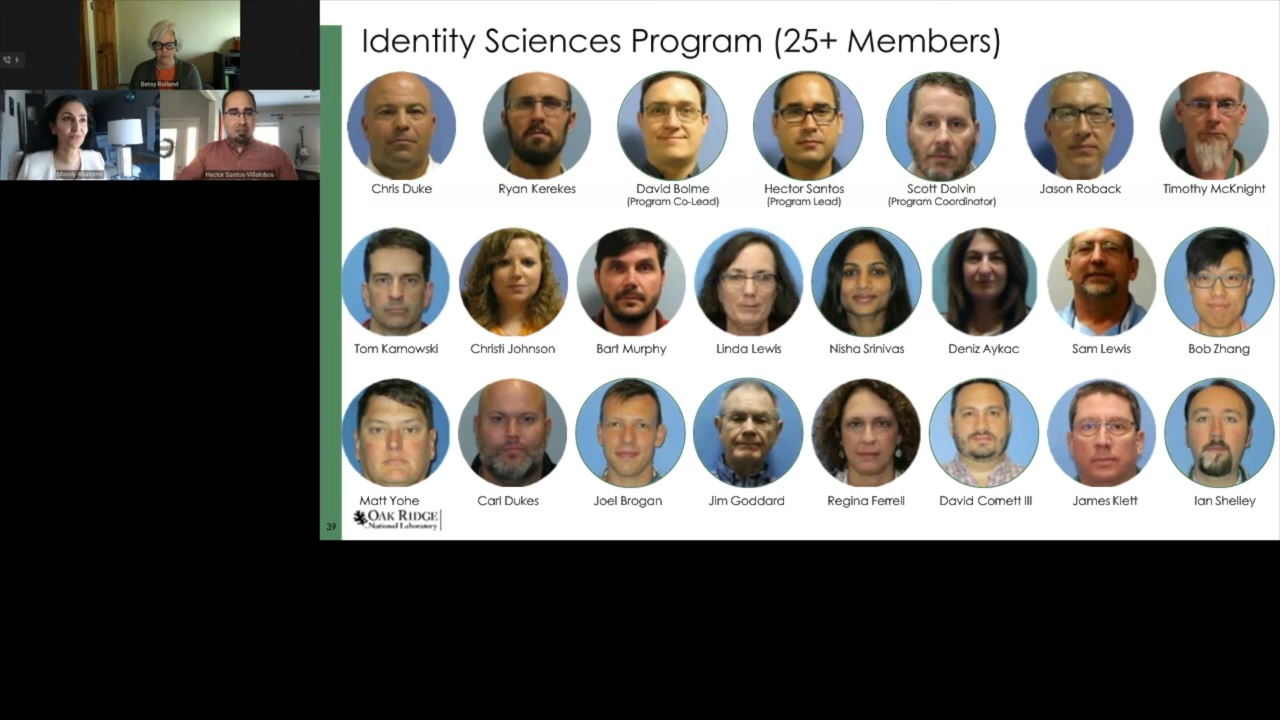 6
Betsy Rolland
Hector Santos-Villalobos
Identity Sciences Program (25+ Members)
Chris Duke
Ryan Kerekes
David Bolme
(Program Co-Lead)
Hector Santos
(Program Lead)
Scott Dolvin
(Program Coordinator)
Jason Roback
Timothy McKnight
Tom Karnowski
Christi Johnson
Bart Murphy
Linda Lewis
Nisha Srinivas
Deniz Aykac
Sam Lewis
Bob Zhang
Matt Yohe
Carl Dukes
Joel Brogan
Jim Goddard
Regina Ferrell
David Cornett III
James Klett
Ian Shelley
OAK RIDGE
National Laboratory
39